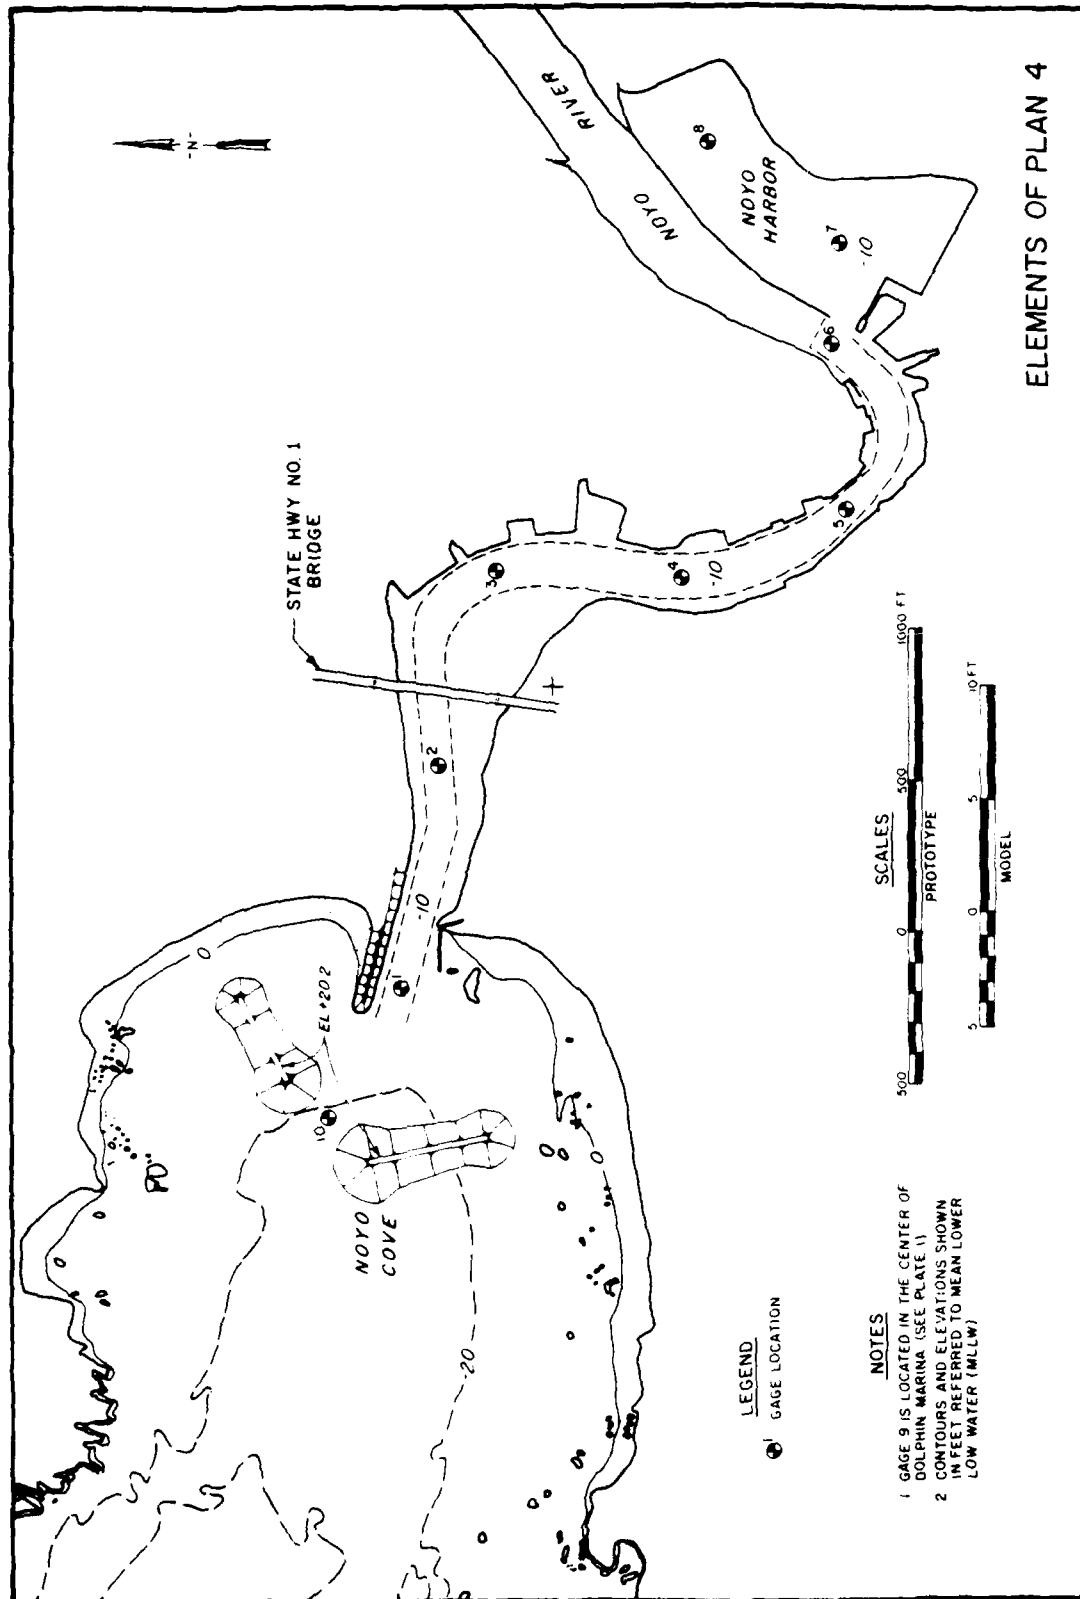 RIVER
NOYO
NOYO
HARBOR
8
7
-10
6
5
4
-10
3
2
-10
1
-N-
STATE HWY NO. 1
BRIDGE
EL +20 2
10
0
NOYO
COVE
-20
0
LEGEND
1 GAGE LOCATION
NOTES
1 GAGE 9 IS LOCATED IN THE CENTER OF
DOLPHIN MARINA (SEE PLATE 1)
2 CONTOURS AND ELEVATIONS SHOWN
IN FEET REFERRED TO MEAN LOWER
LOW WATER (MLLW)
SCALES
500 0 500 1000 FT
PROTOTYPE
5 0 5 10 FT
MODEL
ELEMENTS OF PLAN 4